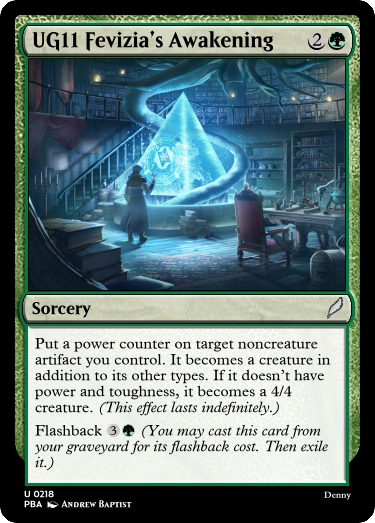 UG11 Fevizia's Awakening 2
Sorcery
Put a power counter on target noncreature
artifact you control. It becomes a creature in
addition to its other types. If it doesn't have
power and toughness, it becomes a 4/4
creature. (This effect lasts indefinitely.)
Flashback 3 (You may cast this card from
your graveyard for its flashback cost. Then exile
it.)
U 0218
Denny
PBA Andrew Baptist